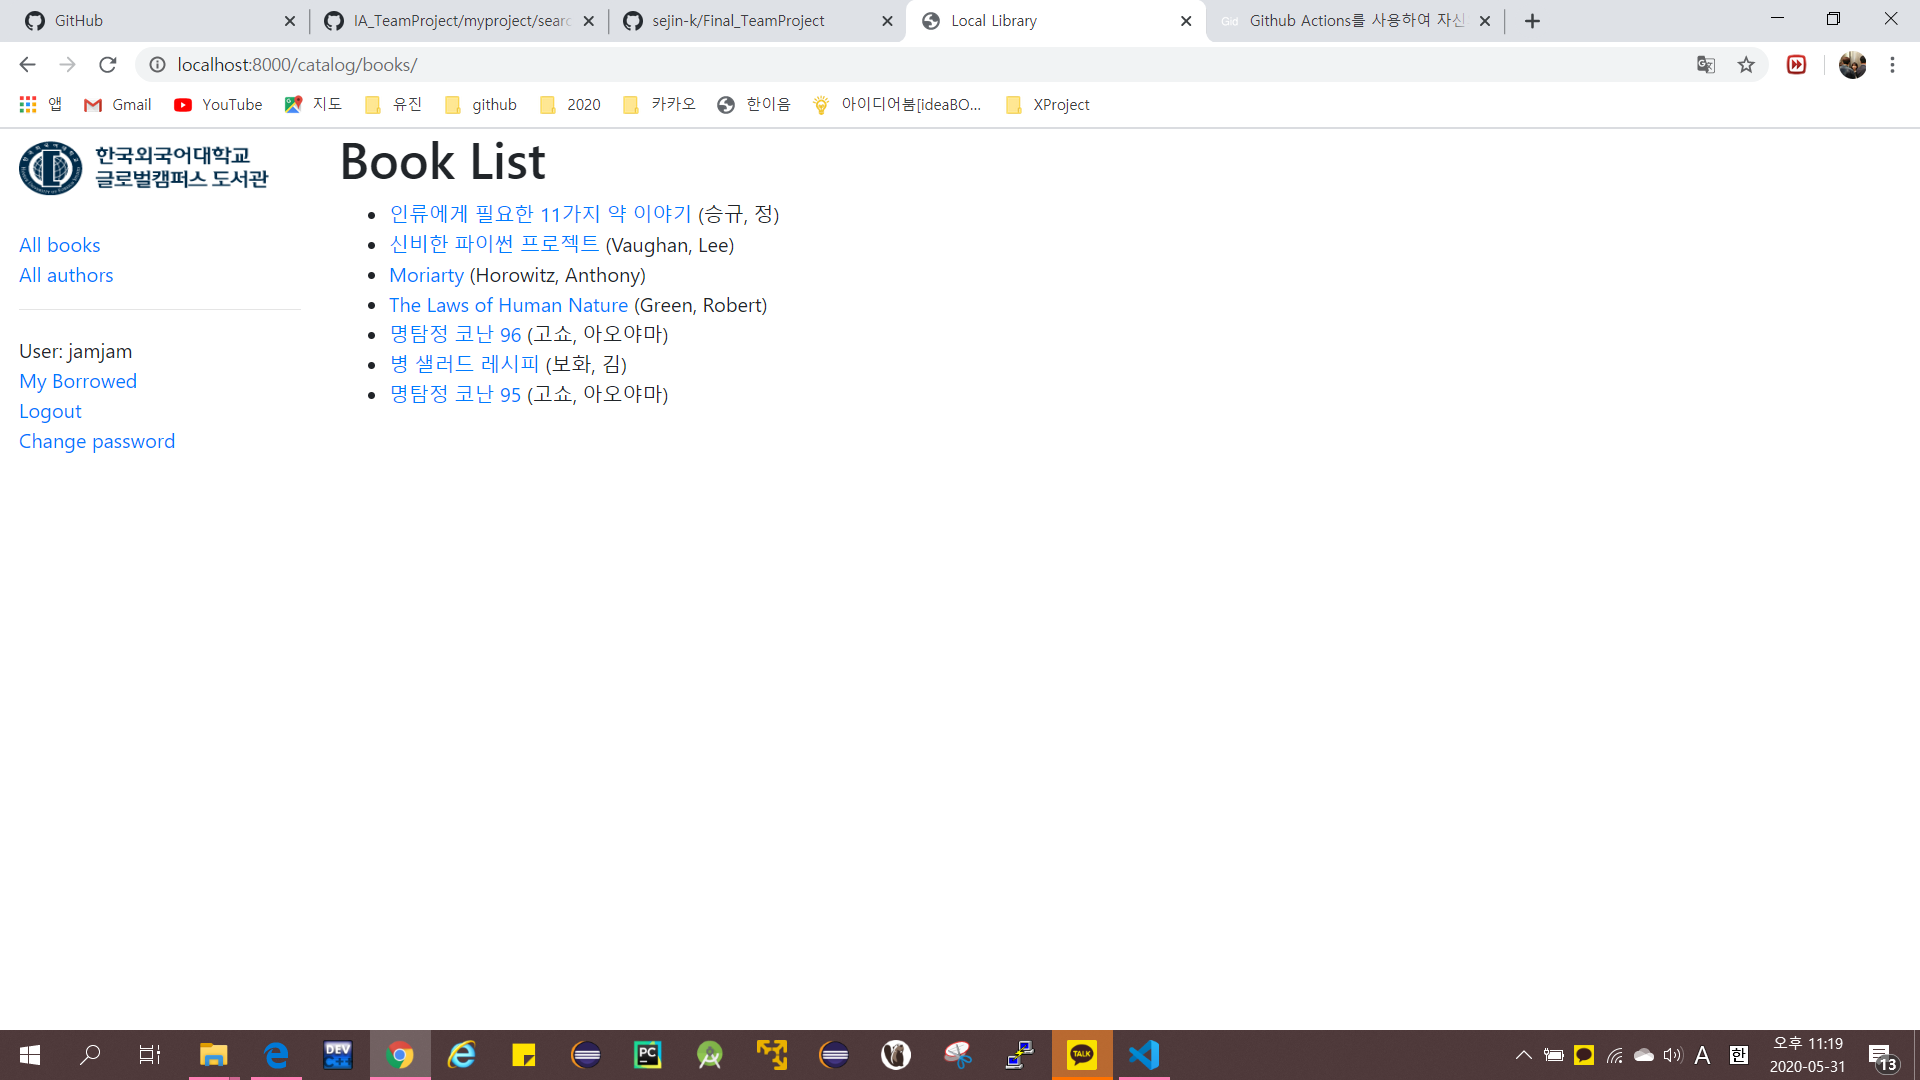 GitHub
IA_TeamProject/myproject/searc
sejin-k/Final_TeamProject
Local Library
Gid Github Actions를 사용하여 자신
localhost:8000/catalog/books/
앱 Gmail YouTube 지도 유진 github 2020 카카오 한이음 아이디어봄[ideaBO... XProject
한국외국어대학교
글로벌캠퍼스 도서관
All books
All authors
User: jamjam
My Borrowed
Logout
Change password
Book List
인류에게 필요한 11가지 약 이야기 (승규, 정)
신비한 파이썬 프로젝트 (Vaughan, Lee)
Moriarty (Horowitz, Anthony)
The Laws of Human Nature (Green, Robert)
명탐정 코난 96 (고쇼, 아오야마)
병 샐러드 레시피 (보화, 김)
명탐정 코난 95 (고쇼, 아오야마)
DEV
PC
TALK
A 한
오후 11:19
2020-05-31
13